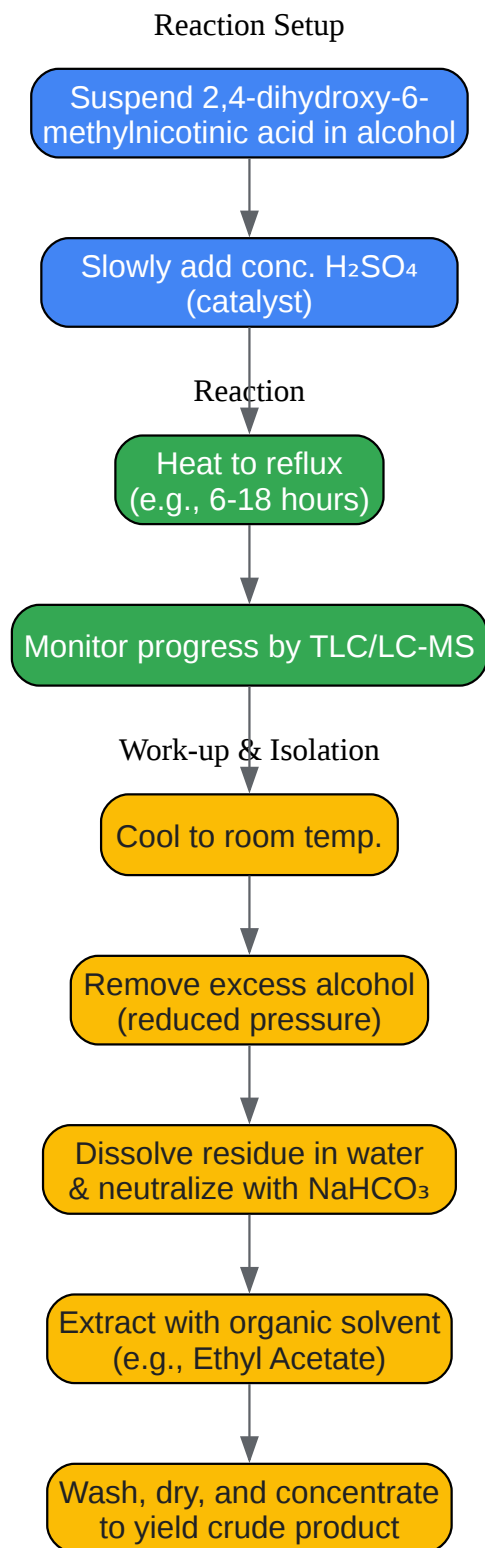 Reaction Setup
Suspend 2,4-dihydroxy-6-
methylnicotinic acid in alcohol
Slowly add conc. H₂SO₄
(catalyst)
Reaction
Heat to reflux
(e.g., 6-18 hours)
Monitor progress by TLC/LC-MS
Work-up & Isolation
Cool to room temp.
Remove excess alcohol
(reduced pressure)
Dissolve residue in water
& neutralize with NaHCO₃
Extract with organic solvent
(e.g., Ethyl Acetate)
Wash, dry, and concentrate
to yield crude product